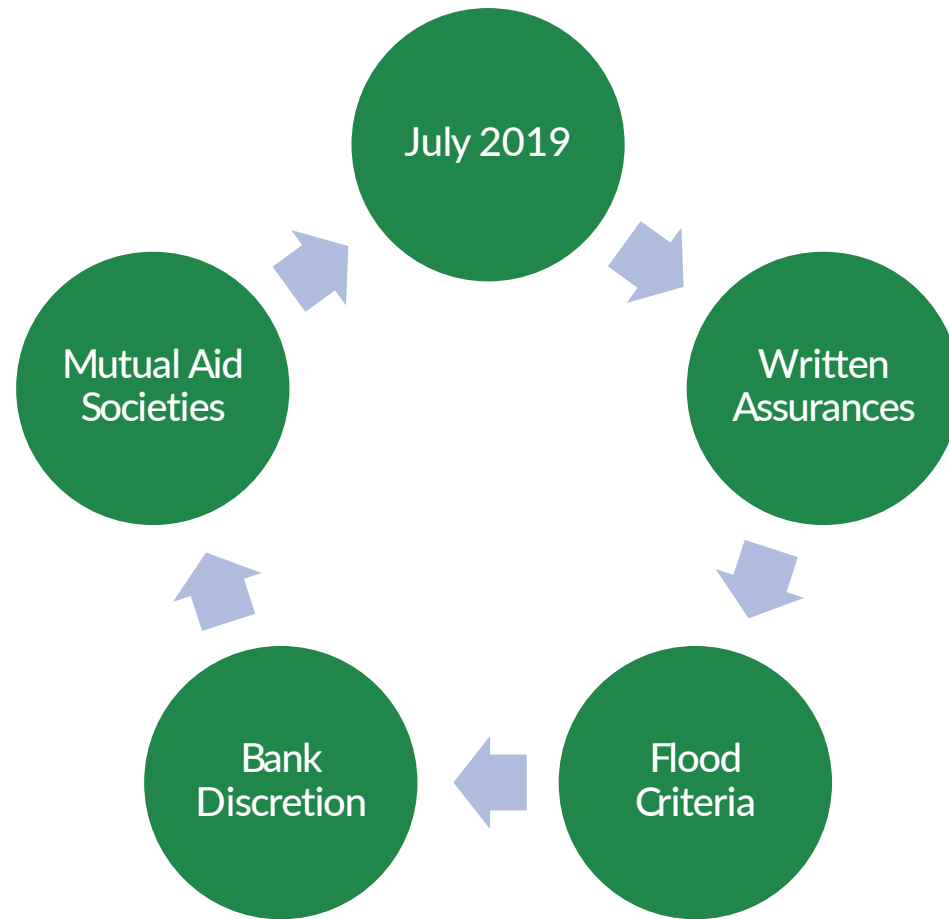 July 2019
Written
Assurances
Flood
Criteria
Bank
Discretion
Mutual Aid
Societies